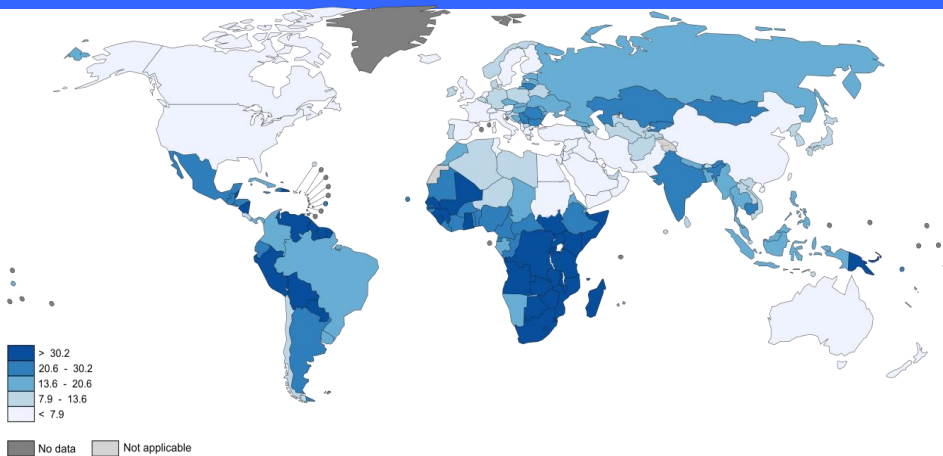 > 30.2
20.6 - 30.2
13.6 - 20.6
7.9 - 13.6
< 7.9
No data
Not applicable